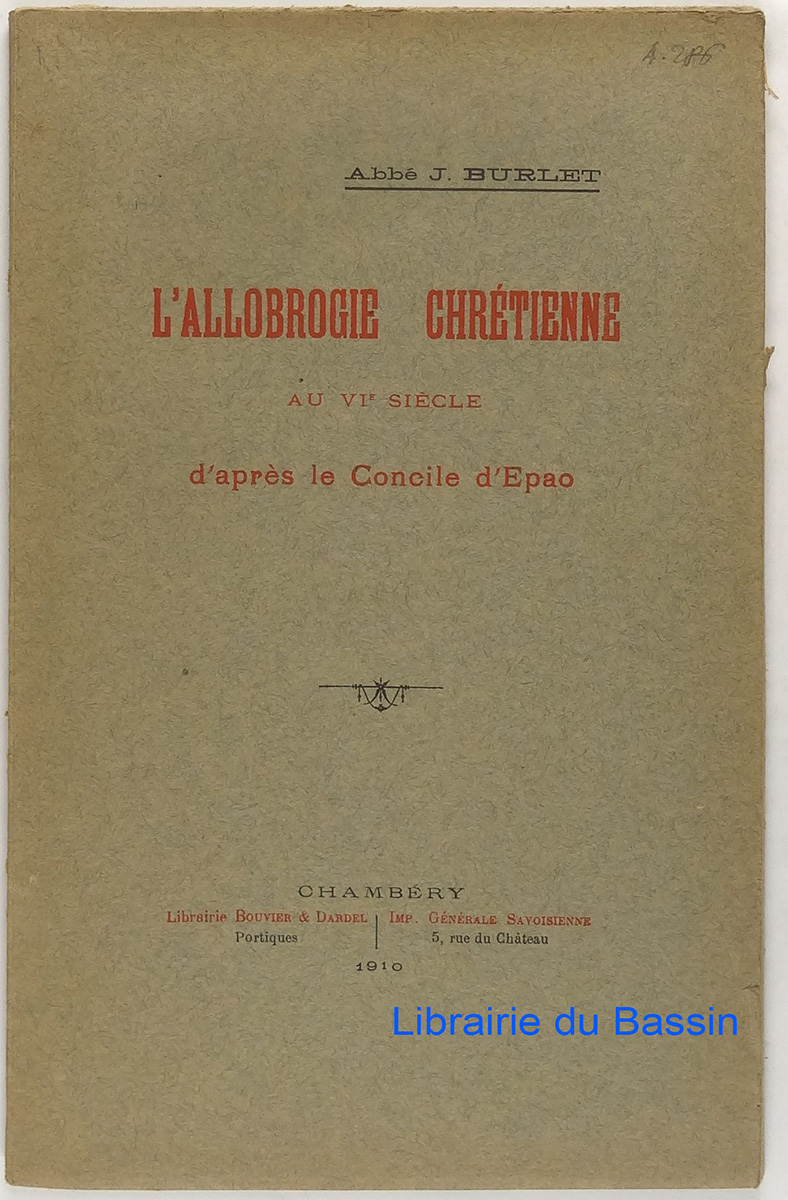 4.286
Abbé J. BURLET
L'ALLOBROGIE CHRÉTIENNE
AU VIᴱ SIÈCLE
d'après le Concile d'Epao
CHAMBÉRY
Librairie BOUVIER & DARDEL
Portiques
IMP. GÉNÉRALE SAVOISIENNE
5, rue du Château
1910
Librairie du Bassin